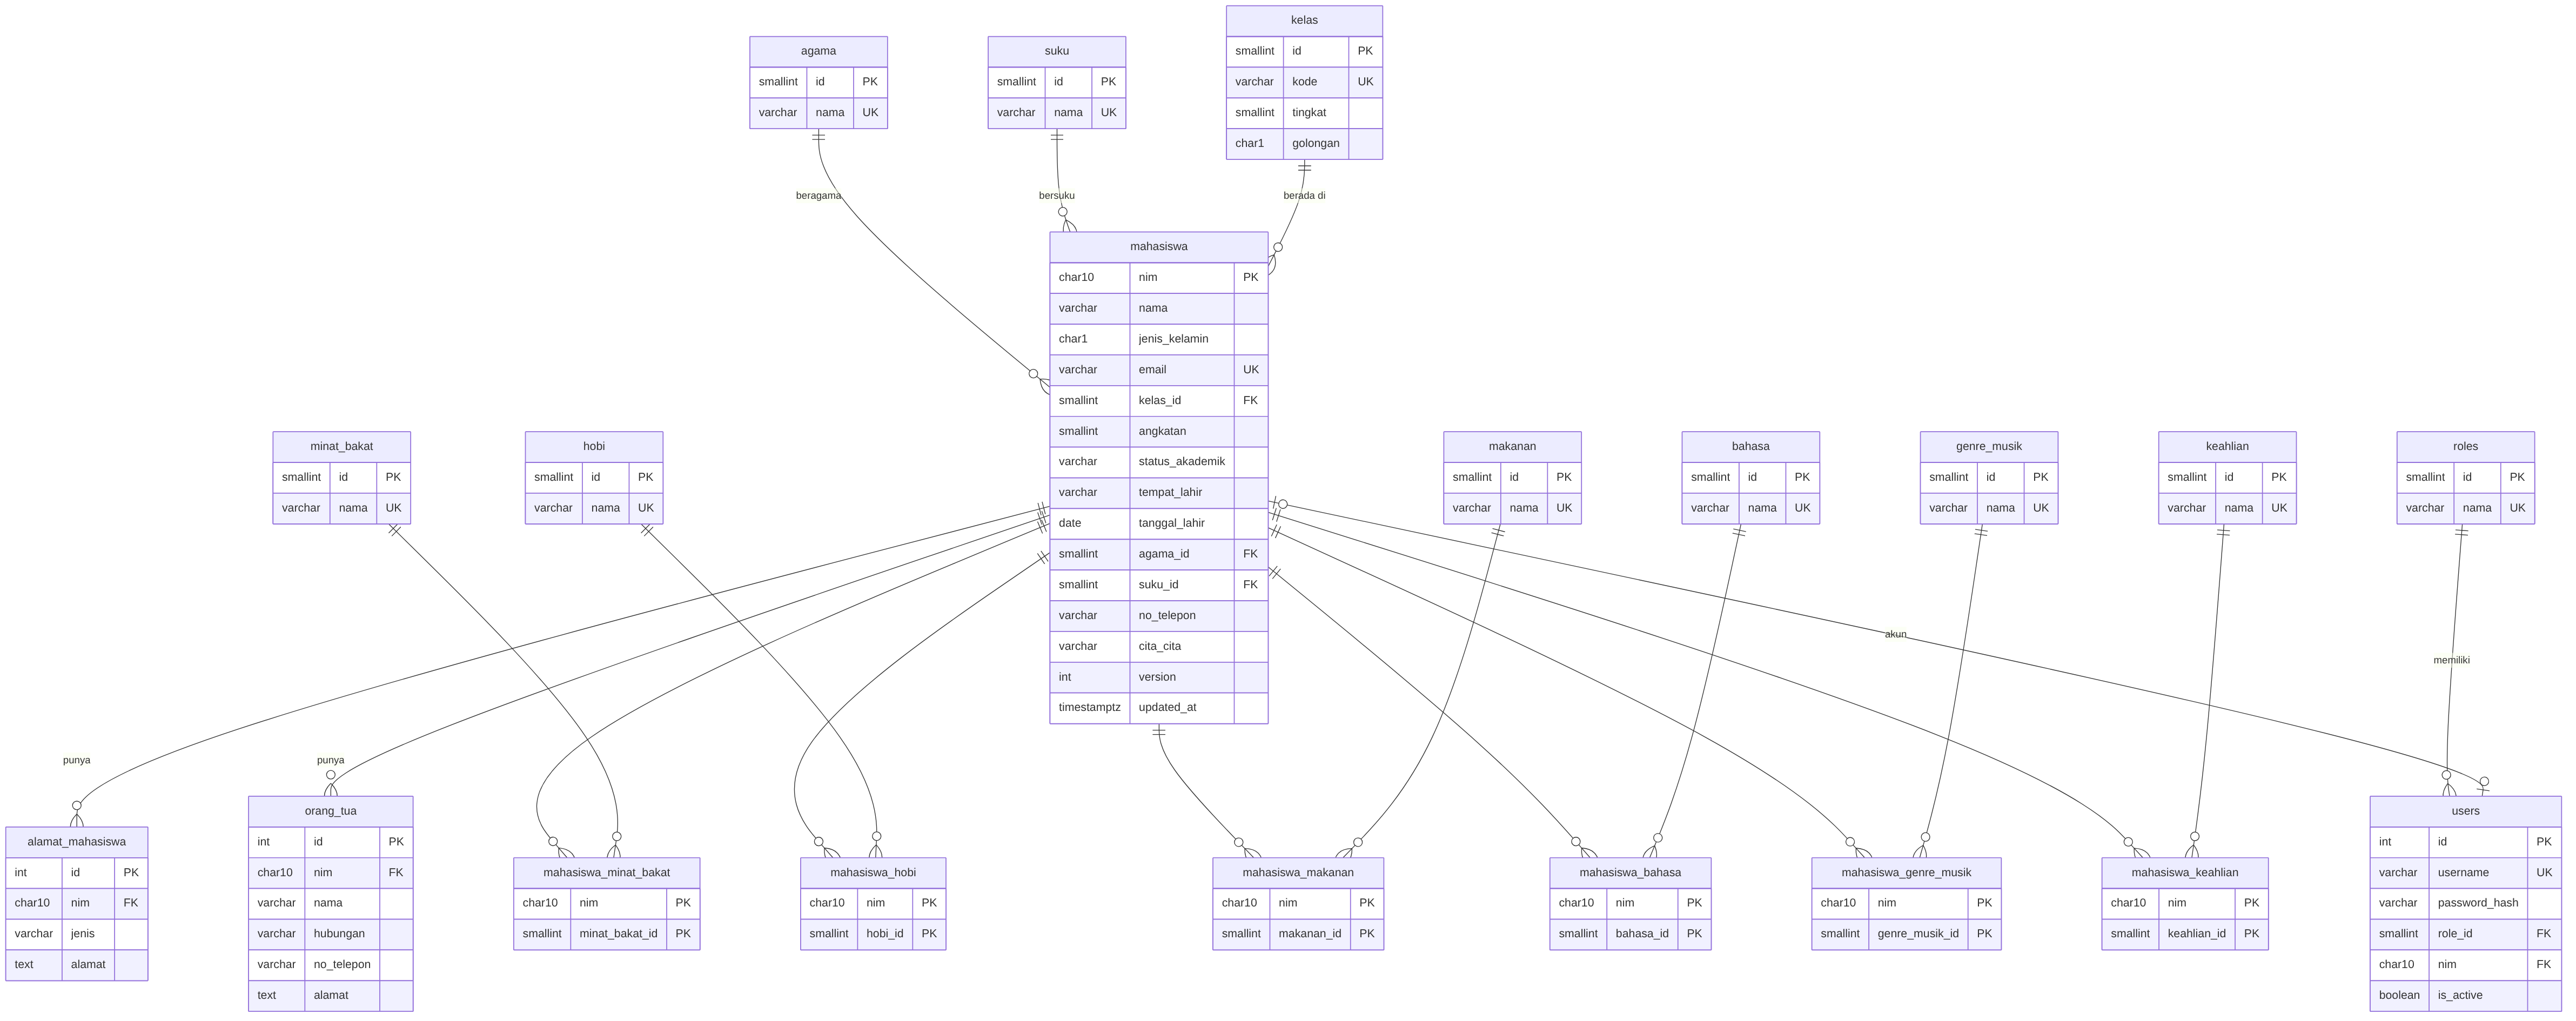 kelas
smallint id PK
varchar kode UK
smallint tingkat
char1 golongan
agama
smallint id PK
varchar nama UK
suku
smallint id PK
varchar nama UK
beragama
bersuku
berada di
mahasiswa
char10 nim PK
varchar nama
char1 jenis_kelamin
varchar email UK
smallint kelas_id FK
smallint angkatan
varchar status_akademik
varchar tempat_lahir
date tanggal_lahir
smallint agama_id FK
smallint suku_id FK
varchar no_telepon
varchar cita_cita
int version
timestamptz updated_at
minat_bakat
smallint id PK
varchar nama UK
hobi
smallint id PK
varchar nama UK
makanan
smallint id PK
varchar nama UK
bahasa
smallint id PK
varchar nama UK
genre_musik
smallint id PK
varchar nama UK
keahlian
smallint id PK
varchar nama UK
roles
smallint id PK
varchar nama UK
akun
memiliki
punya
punya
alamat_mahasiswa
int id PK
char10 nim FK
varchar jenis
text alamat
orang_tua
int id PK
char10 nim FK
varchar nama
varchar hubungan
varchar no_telepon
text alamat
mahasiswa_minat_bakat
char10 nim PK
smallint minat_bakat_id PK
mahasiswa_hobi
char10 nim PK
smallint hobi_id PK
mahasiswa_makanan
char10 nim PK
smallint makanan_id PK
mahasiswa_bahasa
char10 nim PK
smallint bahasa_id PK
mahasiswa_genre_musik
char10 nim PK
smallint genre_musik_id PK
mahasiswa_keahlian
char10 nim PK
smallint keahlian_id PK
users
int id PK
varchar username UK
varchar password_hash
smallint role_id FK
char10 nim FK
boolean is_active